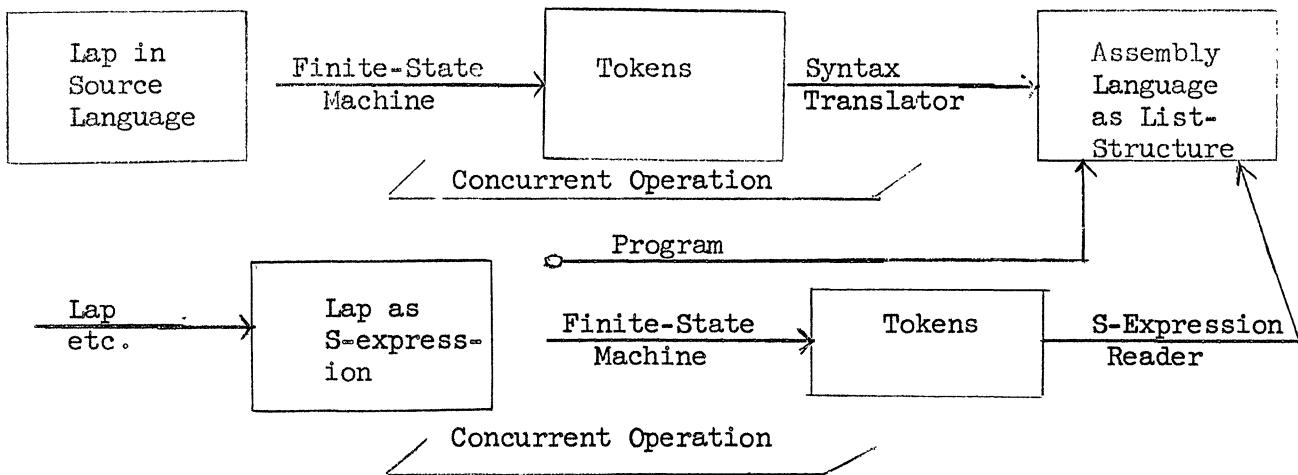 Lap in
Source
Language
Finite-State
Machine
Tokens
Syntax
Translator
Assembly
Language
as List-
Structure
Concurrent Operation
Program
Lap
etc.
Lap as
S-express-
ion
Finite-State
Machine
Tokens
S-Expression
Reader
Concurrent Operation